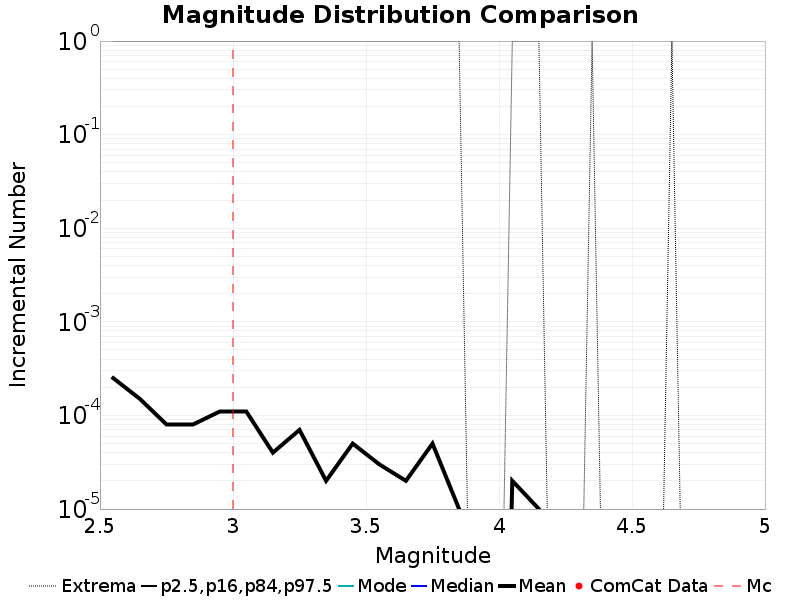 Magnitude Distribution Comparison
10^0
10^-1
10^-2
10^-3
10^-4
10^-5
Incremental Number
2.5 3 3.5 4 4.5 5
Magnitude
Extrema p2.5,p16,p84,p97.5 Mode Median Mean ComCat Data Mc